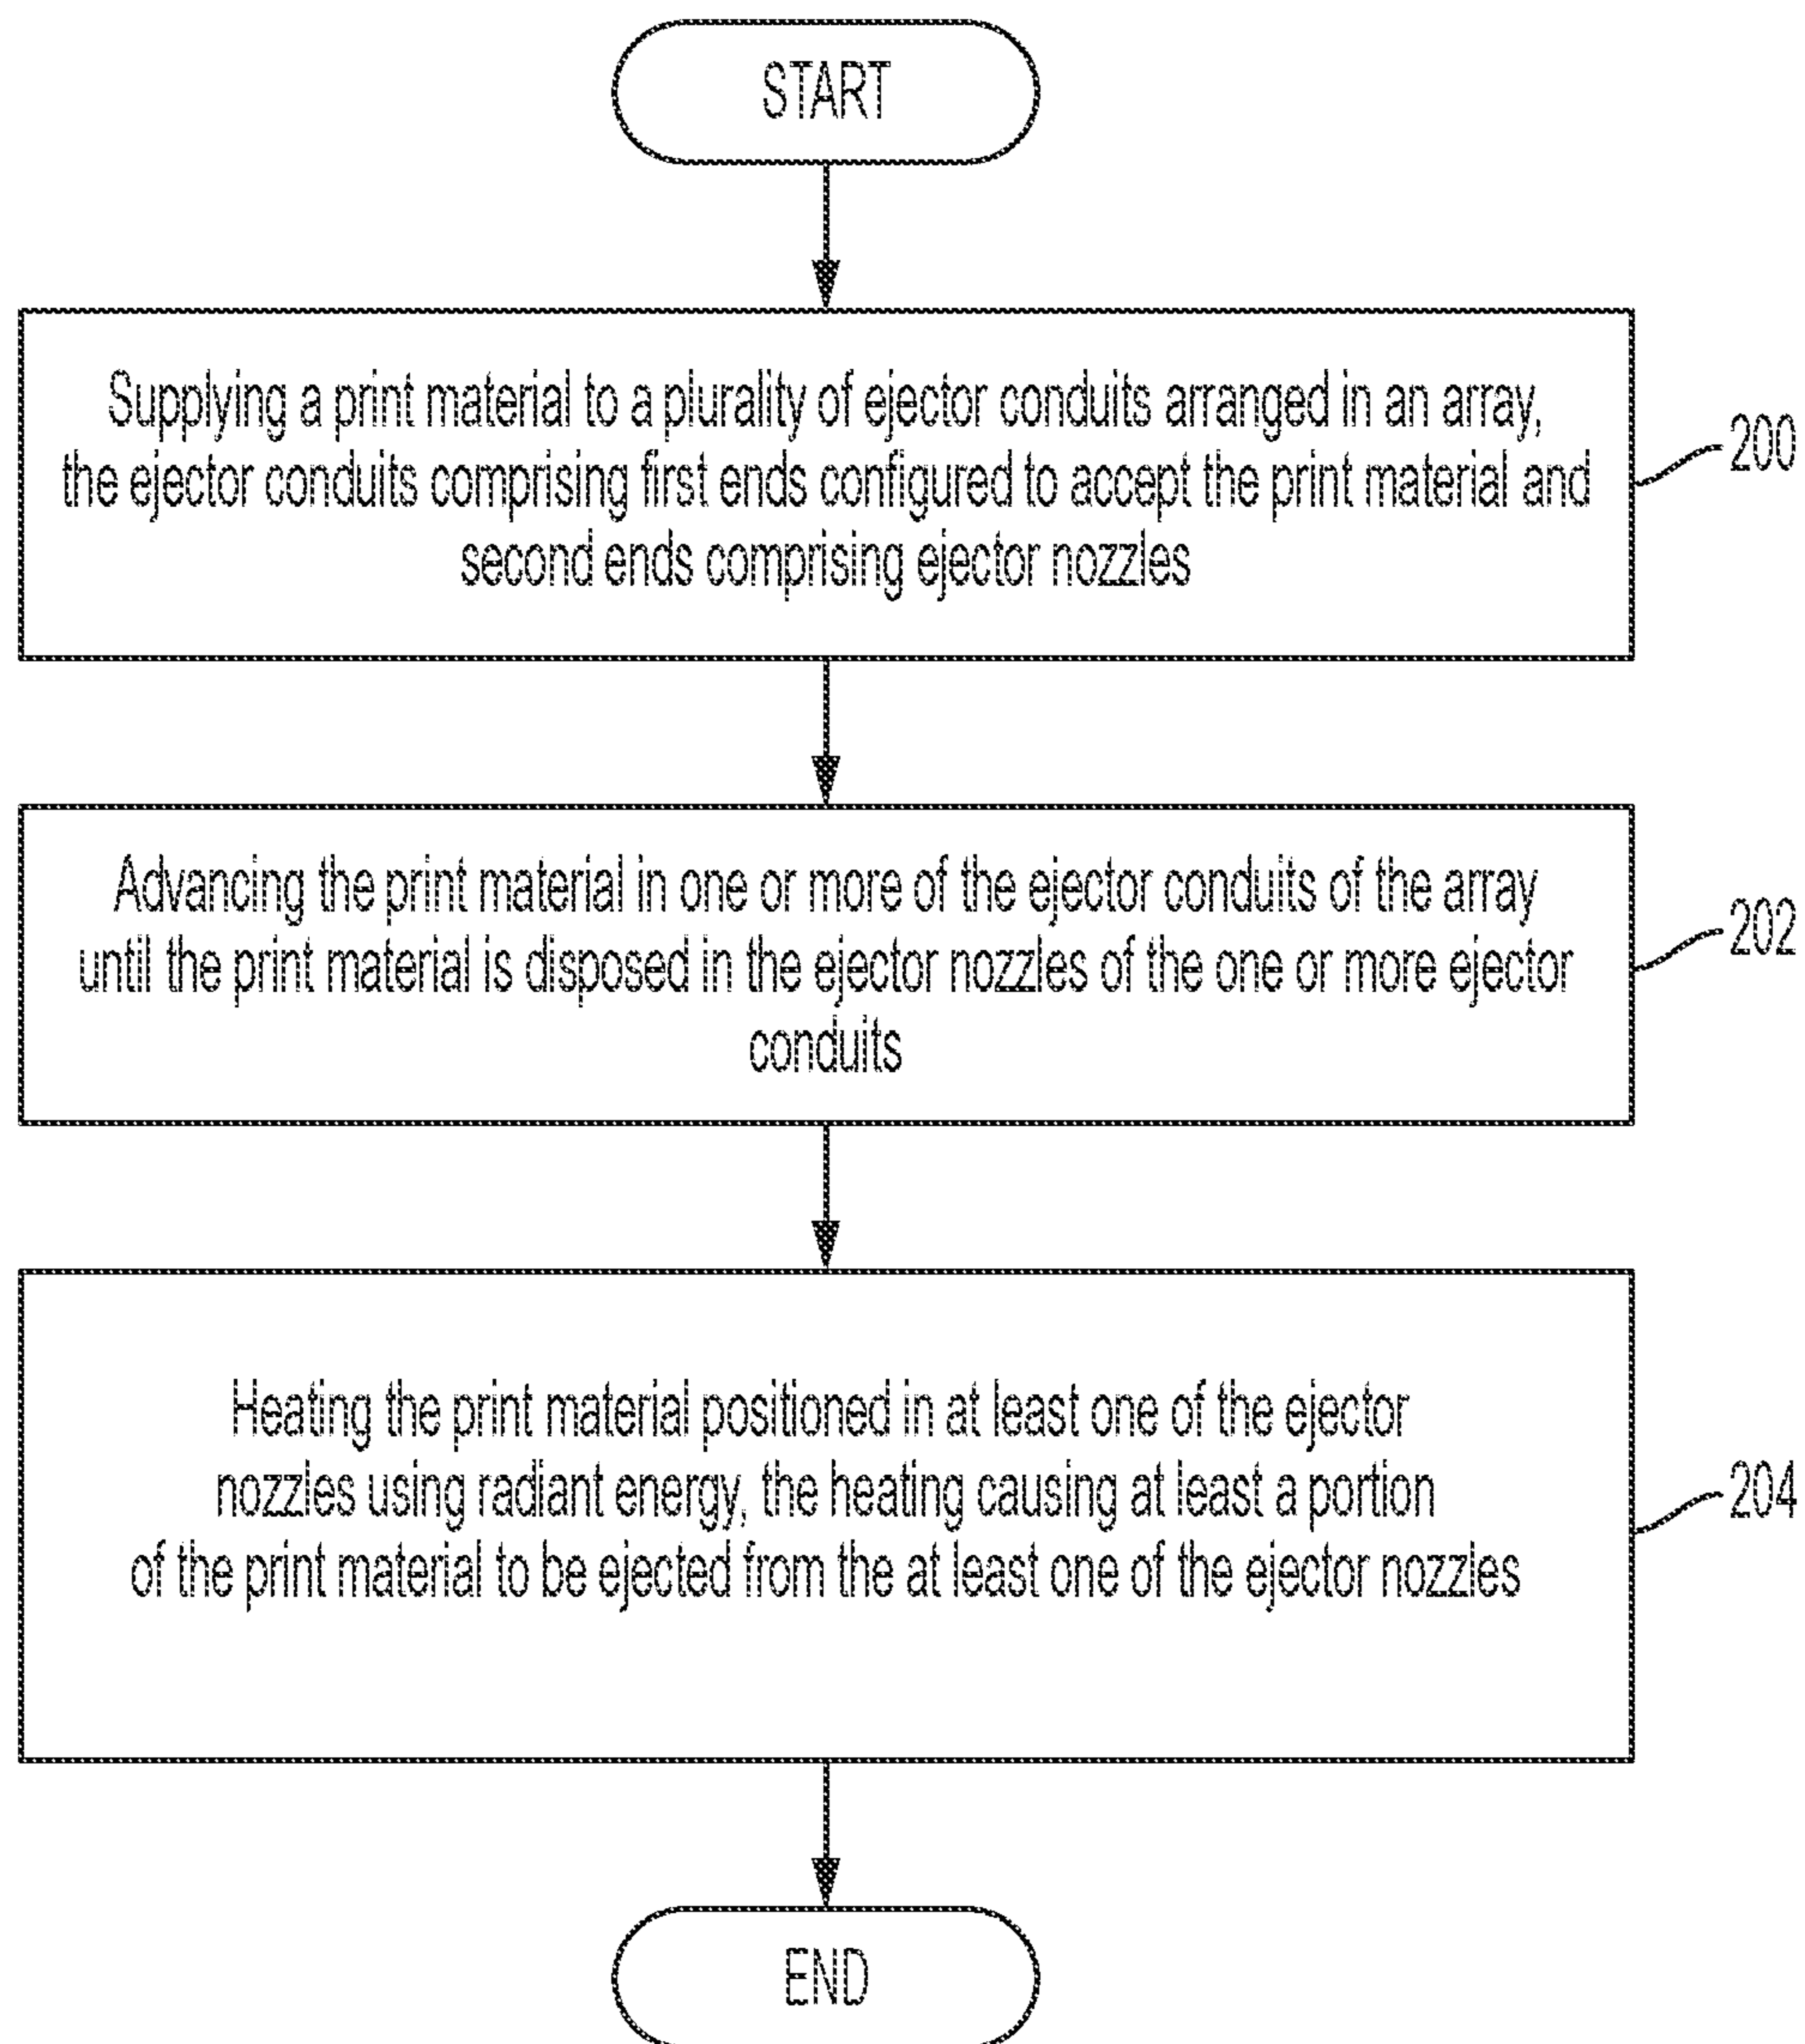 START
Supplying a print material to a plurality of ejector conduits arranged in an array,
the ejector conduits comprising first ends configured to accept the print material and
second ends comprising ejector nozzles
200
Advancing the print material in one or more of the ejector conduits of the array
until the print material is disposed in the ejector nozzles of the one or more ejector
conduits
202
Heating the print material positioned in at least one of the ejector
nozzles using radiant energy, the heating causing at least a portion
of the print material to be ejected from the at least one of the ejector nozzles
204
END